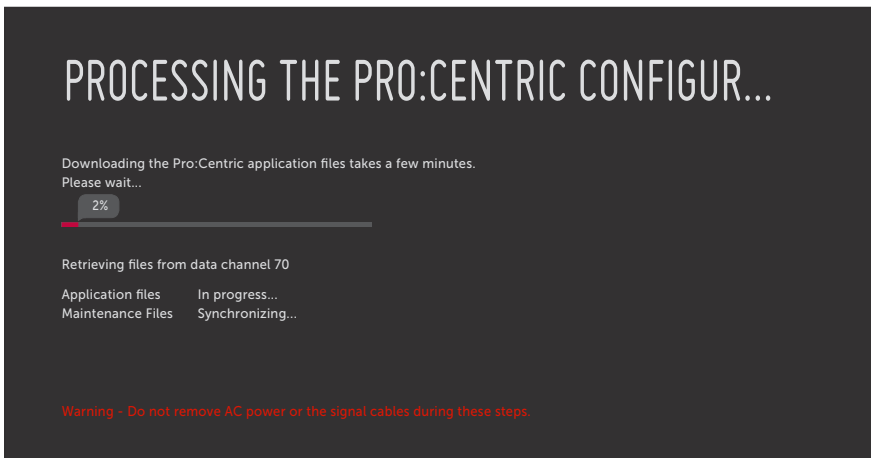 PROCESSING THE PRO:CENTRIC CONFIGUR...
Downloading the Pro:Centric application files takes a few minutes.
Please wait...
2%
Retrieving files from data channel 70
Application files In progress...
Maintenance Files Synchronizing...
Warning - Do not remove AC power or the signal cables during these steps.